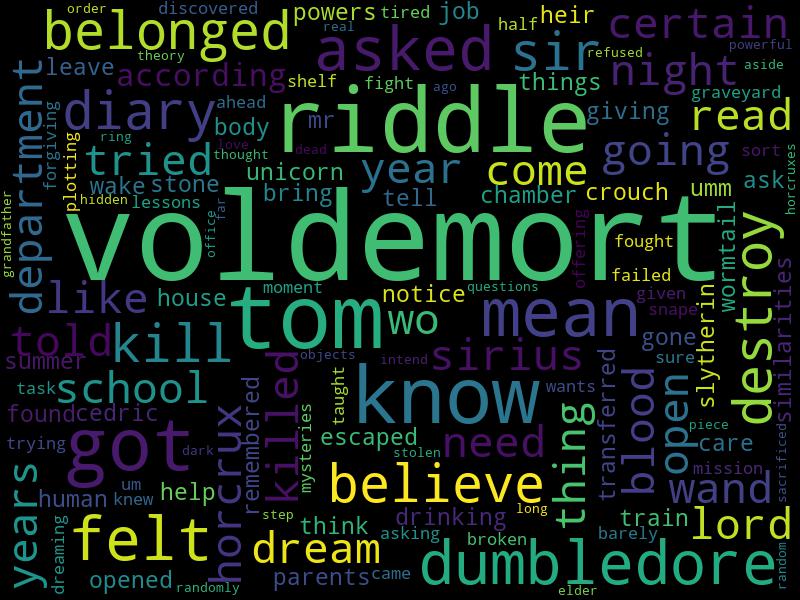 order
discovered
powers tired job half heir certain
belonged
real
asked
sir
refused
powerful
theory
leave
according
shelf
fight
ago
things
night
aside
department
diary
ahead
riddle
giving
graveyard
read
forgiving
body
mr
ring
love
dead
thought
tried
unicorn
year
come
going
sort
horcruxes
plotting
wake stone
bring
tell
chamber
crouch
umm
ask
hidden
lessons
grandfather
office
far
voldemort
offering
fought
failed
wormtail
destroy
similarities
like
house
moment
tom
notice
wo
questions
mean
given
snape
gone
sure
slytherin
told
kill
objects
intend
sirius
summer
task
school
killed
taught
know
wants
transferred
blood
open
piece
care
found
cedric
remembered
mysteries
escaped
stolen
need
thing
trying
got
dark
horcrux
mission
sacrificed
years
human
um
knew
help
believe
long
wand
dreaming
felt
step
think
asking
drinking
broken
barely
train
lord
dream
opened
randomly
parents
came
dumbledore
elder
random